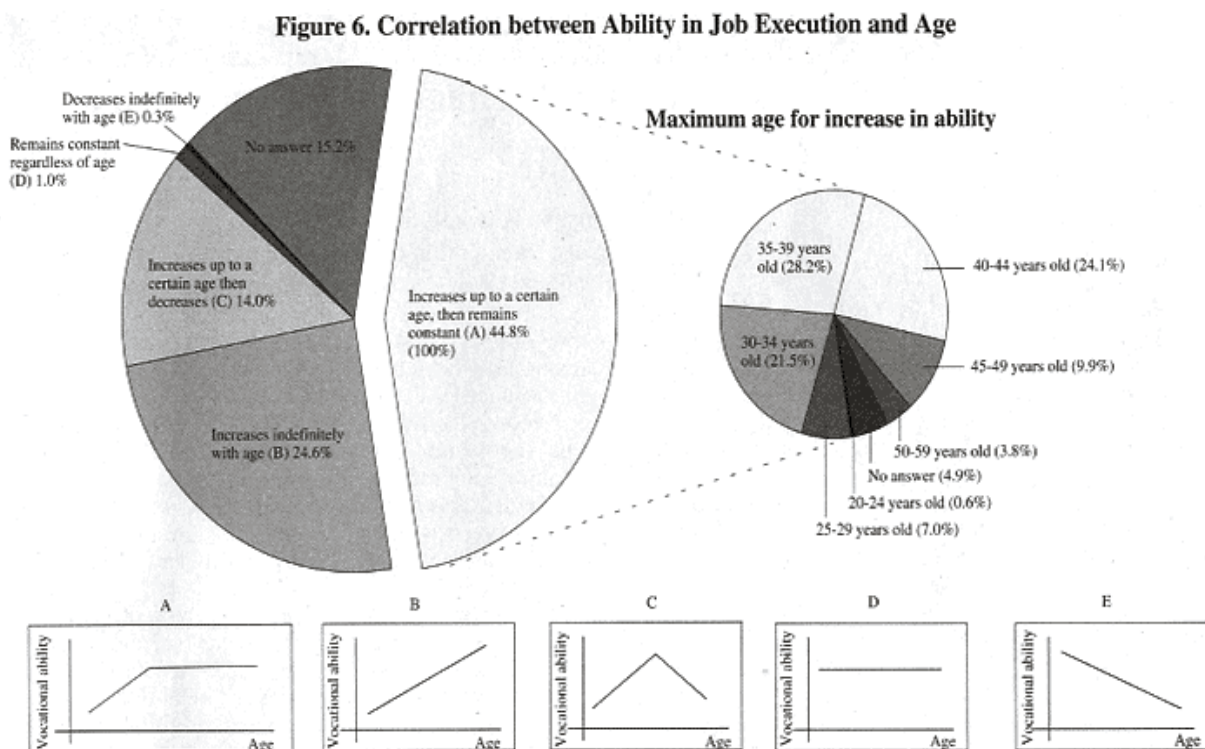 Figure 6. Correlation between Ability in Job Execution and Age
Decreases indefinitely
with age (E) 0.3%
Remains constant
regardless of age
(D) 1.0%
No answer 15.2%
Increases up to a
certain age then
decreases (C) 14.0%
Increases indefinitely
with age (B) 24.6%
Increases up to a certain
age, then remains
constant (A) 44.8%
(100%)
Maximum age for increase in ability
35-39 years
old (28.2%)
40-44 years old (24.1%)
30-34 years
old (21.5%)
45-49 years old (9.9%)
50-59 years old (3.8%)
No answer (4.9%)
20-24 years old (0.6%)
25-29 years old (7.0%)
A
Vocational ability
Age
B
Vocational ability
Age
C
Vocational ability
Age
D
Vocational ability
Age
E
Vocational ability
Age